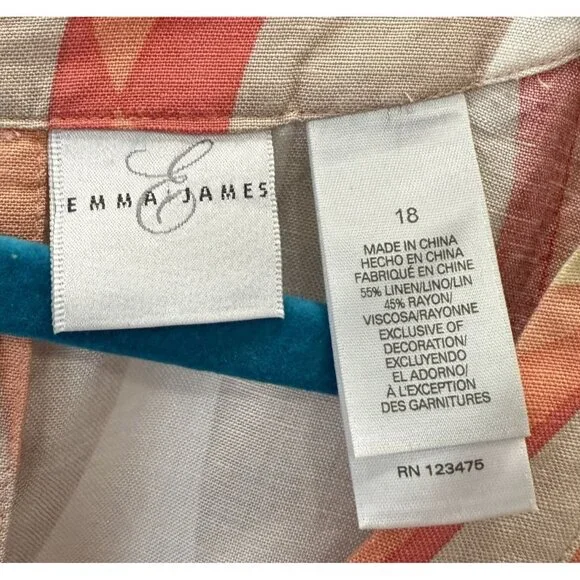 E
EMMA JAMES
18
MADE IN CHINA
HECHO EN CHINA
FABRIQUÉ EN CHINE
55% LINEN/LINO/LIN
45% RAYON/
VISCOSA/RAYONNE
EXCLUSIVE OF
DECORATION/
EXCLUYENDO
EL ADORNO/
À L'EXCEPTION
DES GARNITURES
RN 123475